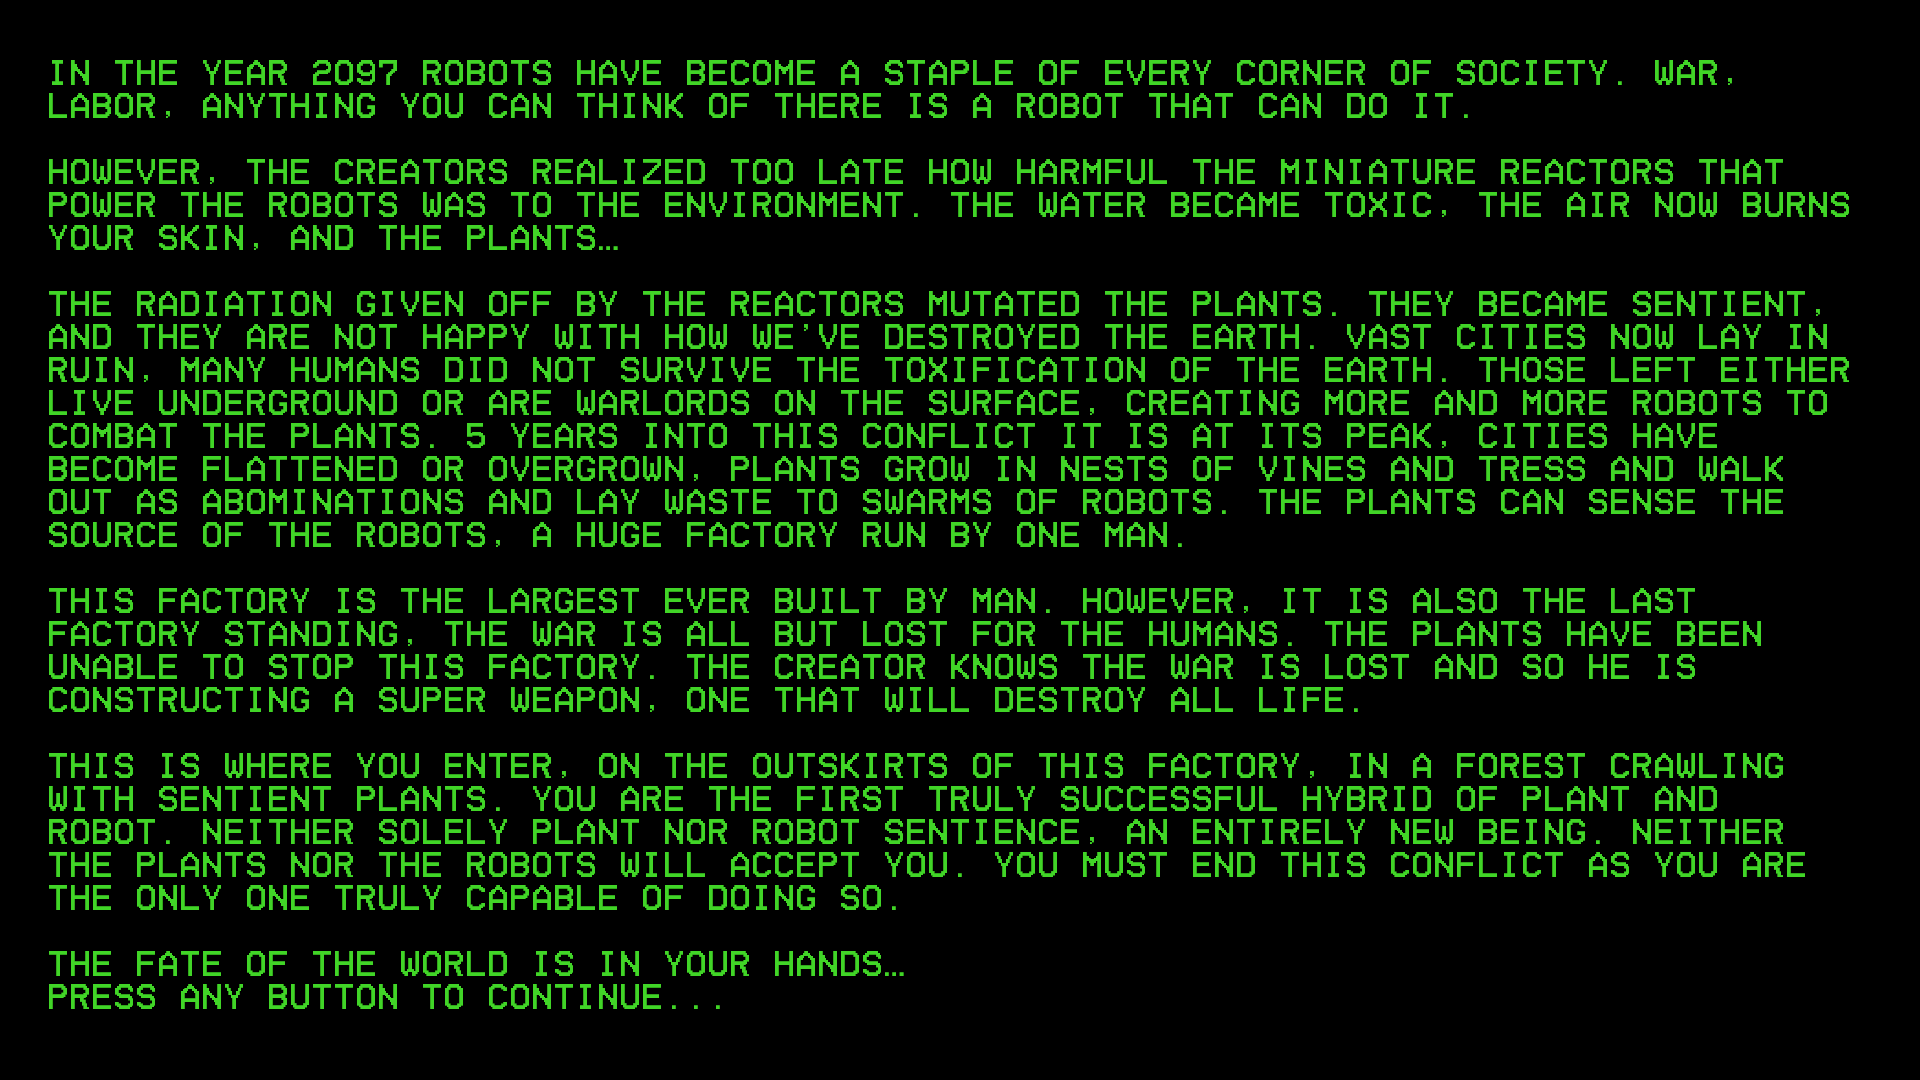 IN THE YEAR 2097 ROBOTS HAVE BECOME A STAPLE OF EVERY CORNER OF SOCIETY. WAR,
LABOR, ANYTHING YOU CAN THINK OF THERE IS A ROBOT THAT CAN DO IT.
HOWEVER, THE CREATORS REALIZED TOO LATE HOW HARMFUL THE MINIATURE REACTORS THAT
POWER THE ROBOTS WAS TO THE ENVIRONMENT. THE WATER BECAME TOXIC, THE AIR NOW BURNS
YOUR SKIN, AND THE PLANTS…
THE RADIATION GIVEN OFF BY THE REACTORS MUTATED THE PLANTS. THEY BECAME SENTIENT,
AND THEY ARE NOT HAPPY WITH HOW WE'VE DESTROYED THE EARTH. VAST CITIES NOW LAY IN
RUIN, MANY HUMANS DID NOT SURVIVE THE TOXIFICATION OF THE EARTH. THOSE LEFT EITHER
LIVE UNDERGROUND OR ARE WARLORDS ON THE SURFACE, CREATING MORE AND MORE ROBOTS TO
COMBAT THE PLANTS. 5 YEARS INTO THIS CONFLICT IT IS AT ITS PEAK, CITIES HAVE
BECOME FLATTENED OR OVERGROWN, PLANTS GROW IN NESTS OF VINES AND TRESS AND WALK
OUT AS ABOMINATIONS AND LAY WASTE TO SWARMS OF ROBOTS. THE PLANTS CAN SENSE THE
SOURCE OF THE ROBOTS, A HUGE FACTORY RUN BY ONE MAN.
THIS FACTORY IS THE LARGEST EVER BUILT BY MAN. HOWEVER, IT IS ALSO THE LAST
FACTORY STANDING, THE WAR IS ALL BUT LOST FOR THE HUMANS. THE PLANTS HAVE BEEN
UNABLE TO STOP THIS FACTORY. THE CREATOR KNOWS THE WAR IS LOST AND SO HE IS
CONSTRUCTING A SUPER WEAPON, ONE THAT WILL DESTROY ALL LIFE.
THIS IS WHERE YOU ENTER, ON THE OUTSKIRTS OF THIS FACTORY, IN A FOREST CRAWLING
WITH SENTIENT PLANTS. YOU ARE THE FIRST TRULY SUCCESSFUL HYBRID OF PLANT AND
ROBOT. NEITHER SOLELY PLANT NOR ROBOT SENTIENCE, AN ENTIRELY NEW BEING. NEITHER
THE PLANTS NOR THE ROBOTS WILL ACCEPT YOU. YOU MUST END THIS CONFLICT AS YOU ARE
THE ONLY ONE TRULY CAPABLE OF DOING SO.
THE FATE OF THE WORLD IS IN YOUR HANDS…
PRESS ANY BUTTON TO CONTINUE...